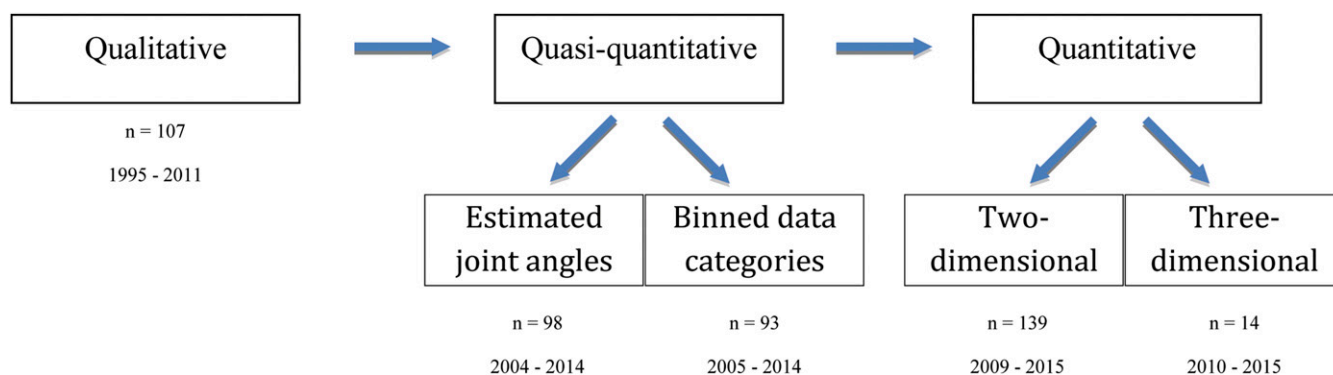 Qualitative
n = 107
1995 - 2011
Quasi-quantitative
Estimated
joint angles
n = 98
2004 - 2014
Binned data
categories
n = 93
2005 - 2014
Quantitative
Two-
dimensional
n = 139
2009 - 2015
Three-
dimensional
n = 14
2010 - 2015